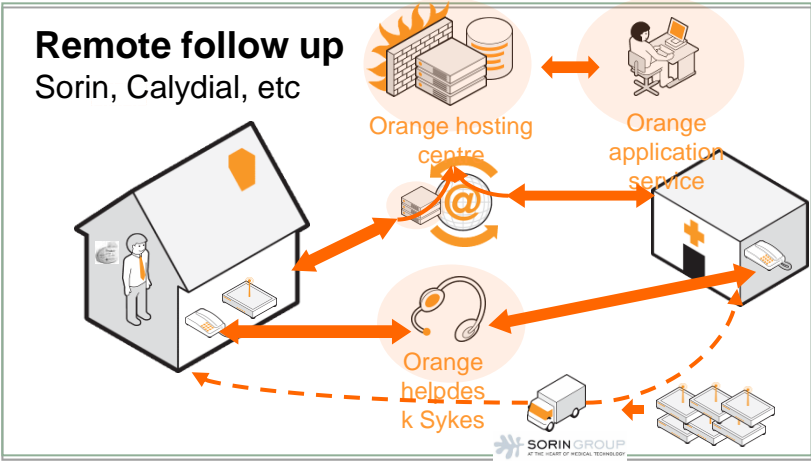 Remote follow up
Sorin, Calydial, etc
Orange hosting
centre
Orange
application
service
@
Orange
helpdes
k Sykes
SORIN GROUP
AT THE HEART OF MEDICAL TECHNOLOGY